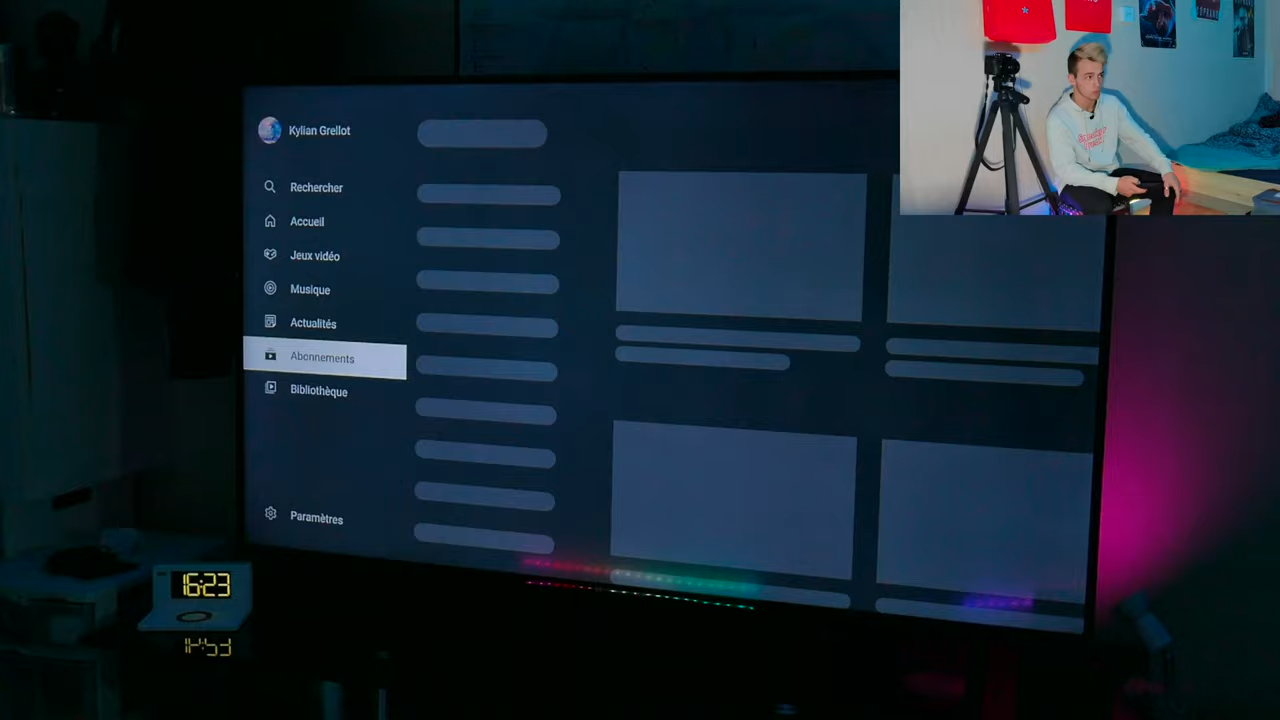 Kylian Grellot
Rechercher
Accueil
Jeux vidéo
Musique
Actualités
Abonnements
Bibliothèque
Paramètres
16:23